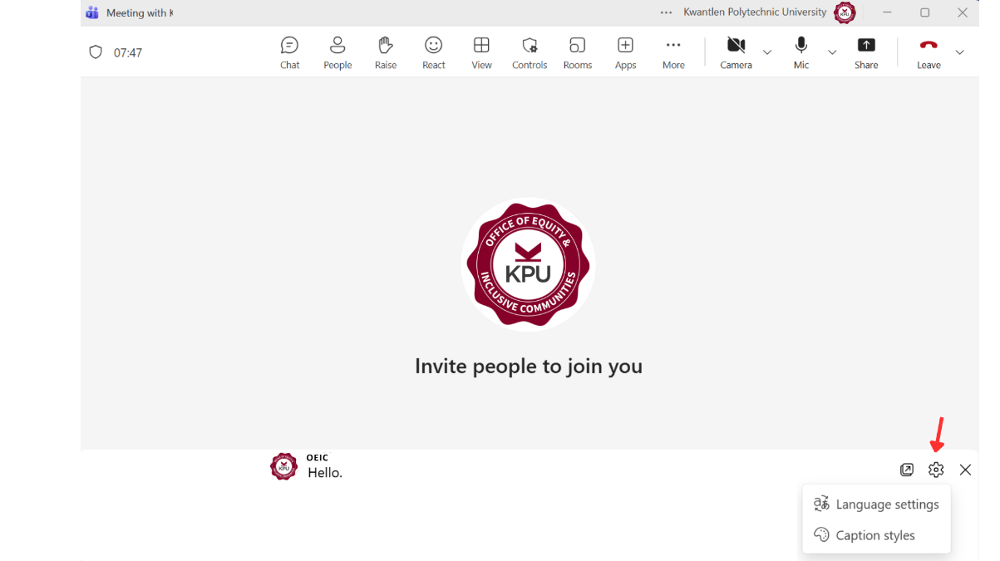 Meeting with K
Kwantlen Polytechnic University
07:47
Chat
People
Raise
React
View
Controls
Rooms
Apps
More
Camera
Mic
Share
Leave
OFFICE OF EQUITY &
KPU
INCLUSIVE COMMUNITIES
Invite people to join you
OEIC
KPU
Hello.
Language settings
Caption styles